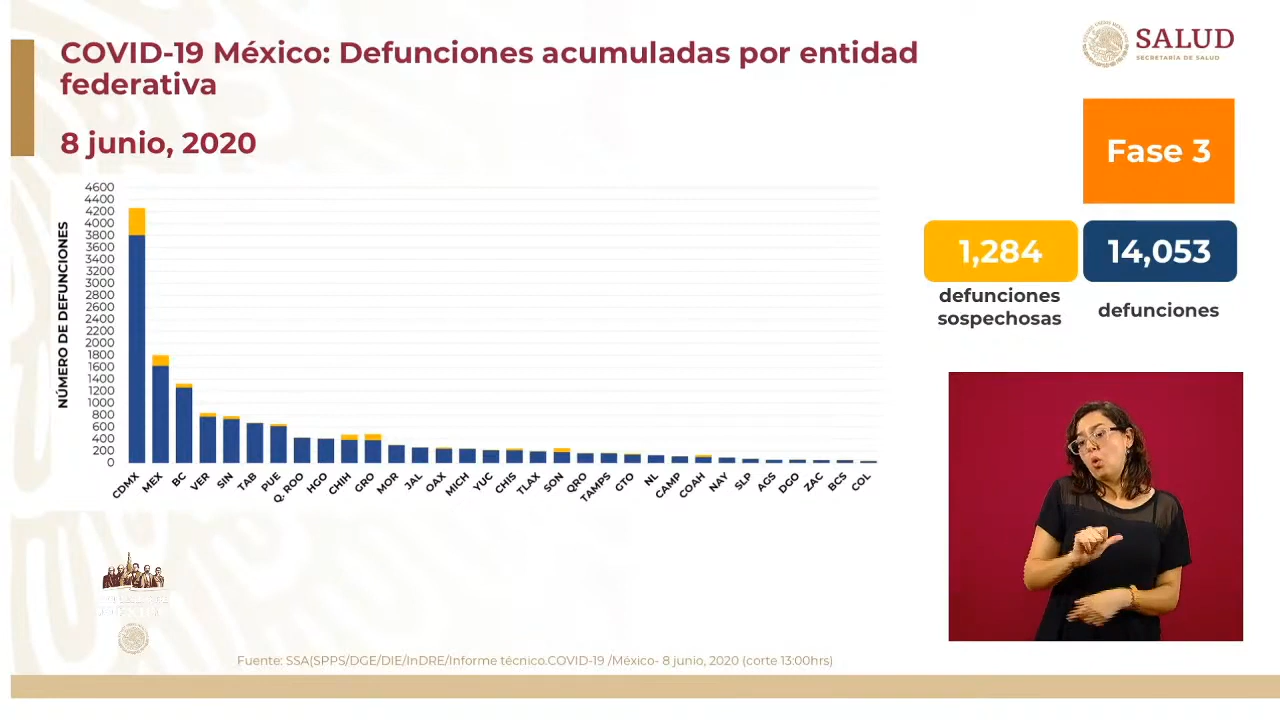 COVID-19 México: Defunciones acumuladas por entidad
federativa
8 junio, 2020
SALUD
SECRETARÍA DE SALUD
Fase 3
1,284
14,053
defunciones
sospechosas
defunciones
NÚMERO DE DEFUNCIONES
4600
4400
4200
4000
3800
3600
3400
3200
3000
2800
2600
2400
2200
2000
1800
1600
1400
1200
1000
800
600
400
200
0
CDMX
MEX
BC
VER
SIN
TAB
PUE
Q. ROO
HGO
CHIH
GRO
MOR
JAL
OAX
MICH
YUC
CHIS
TLAX
SON
QRO
TAMPS
GTO
NL
CAMP
COAH
NAY
SLP
AGS
DGO
ZAC
BCS
COL
Fuente: SSA(SPPS/DGE/DIE/InDRE/Informe técnico.COVID-19 /México- 8 junio, 2020 (corte 13:00hrs)